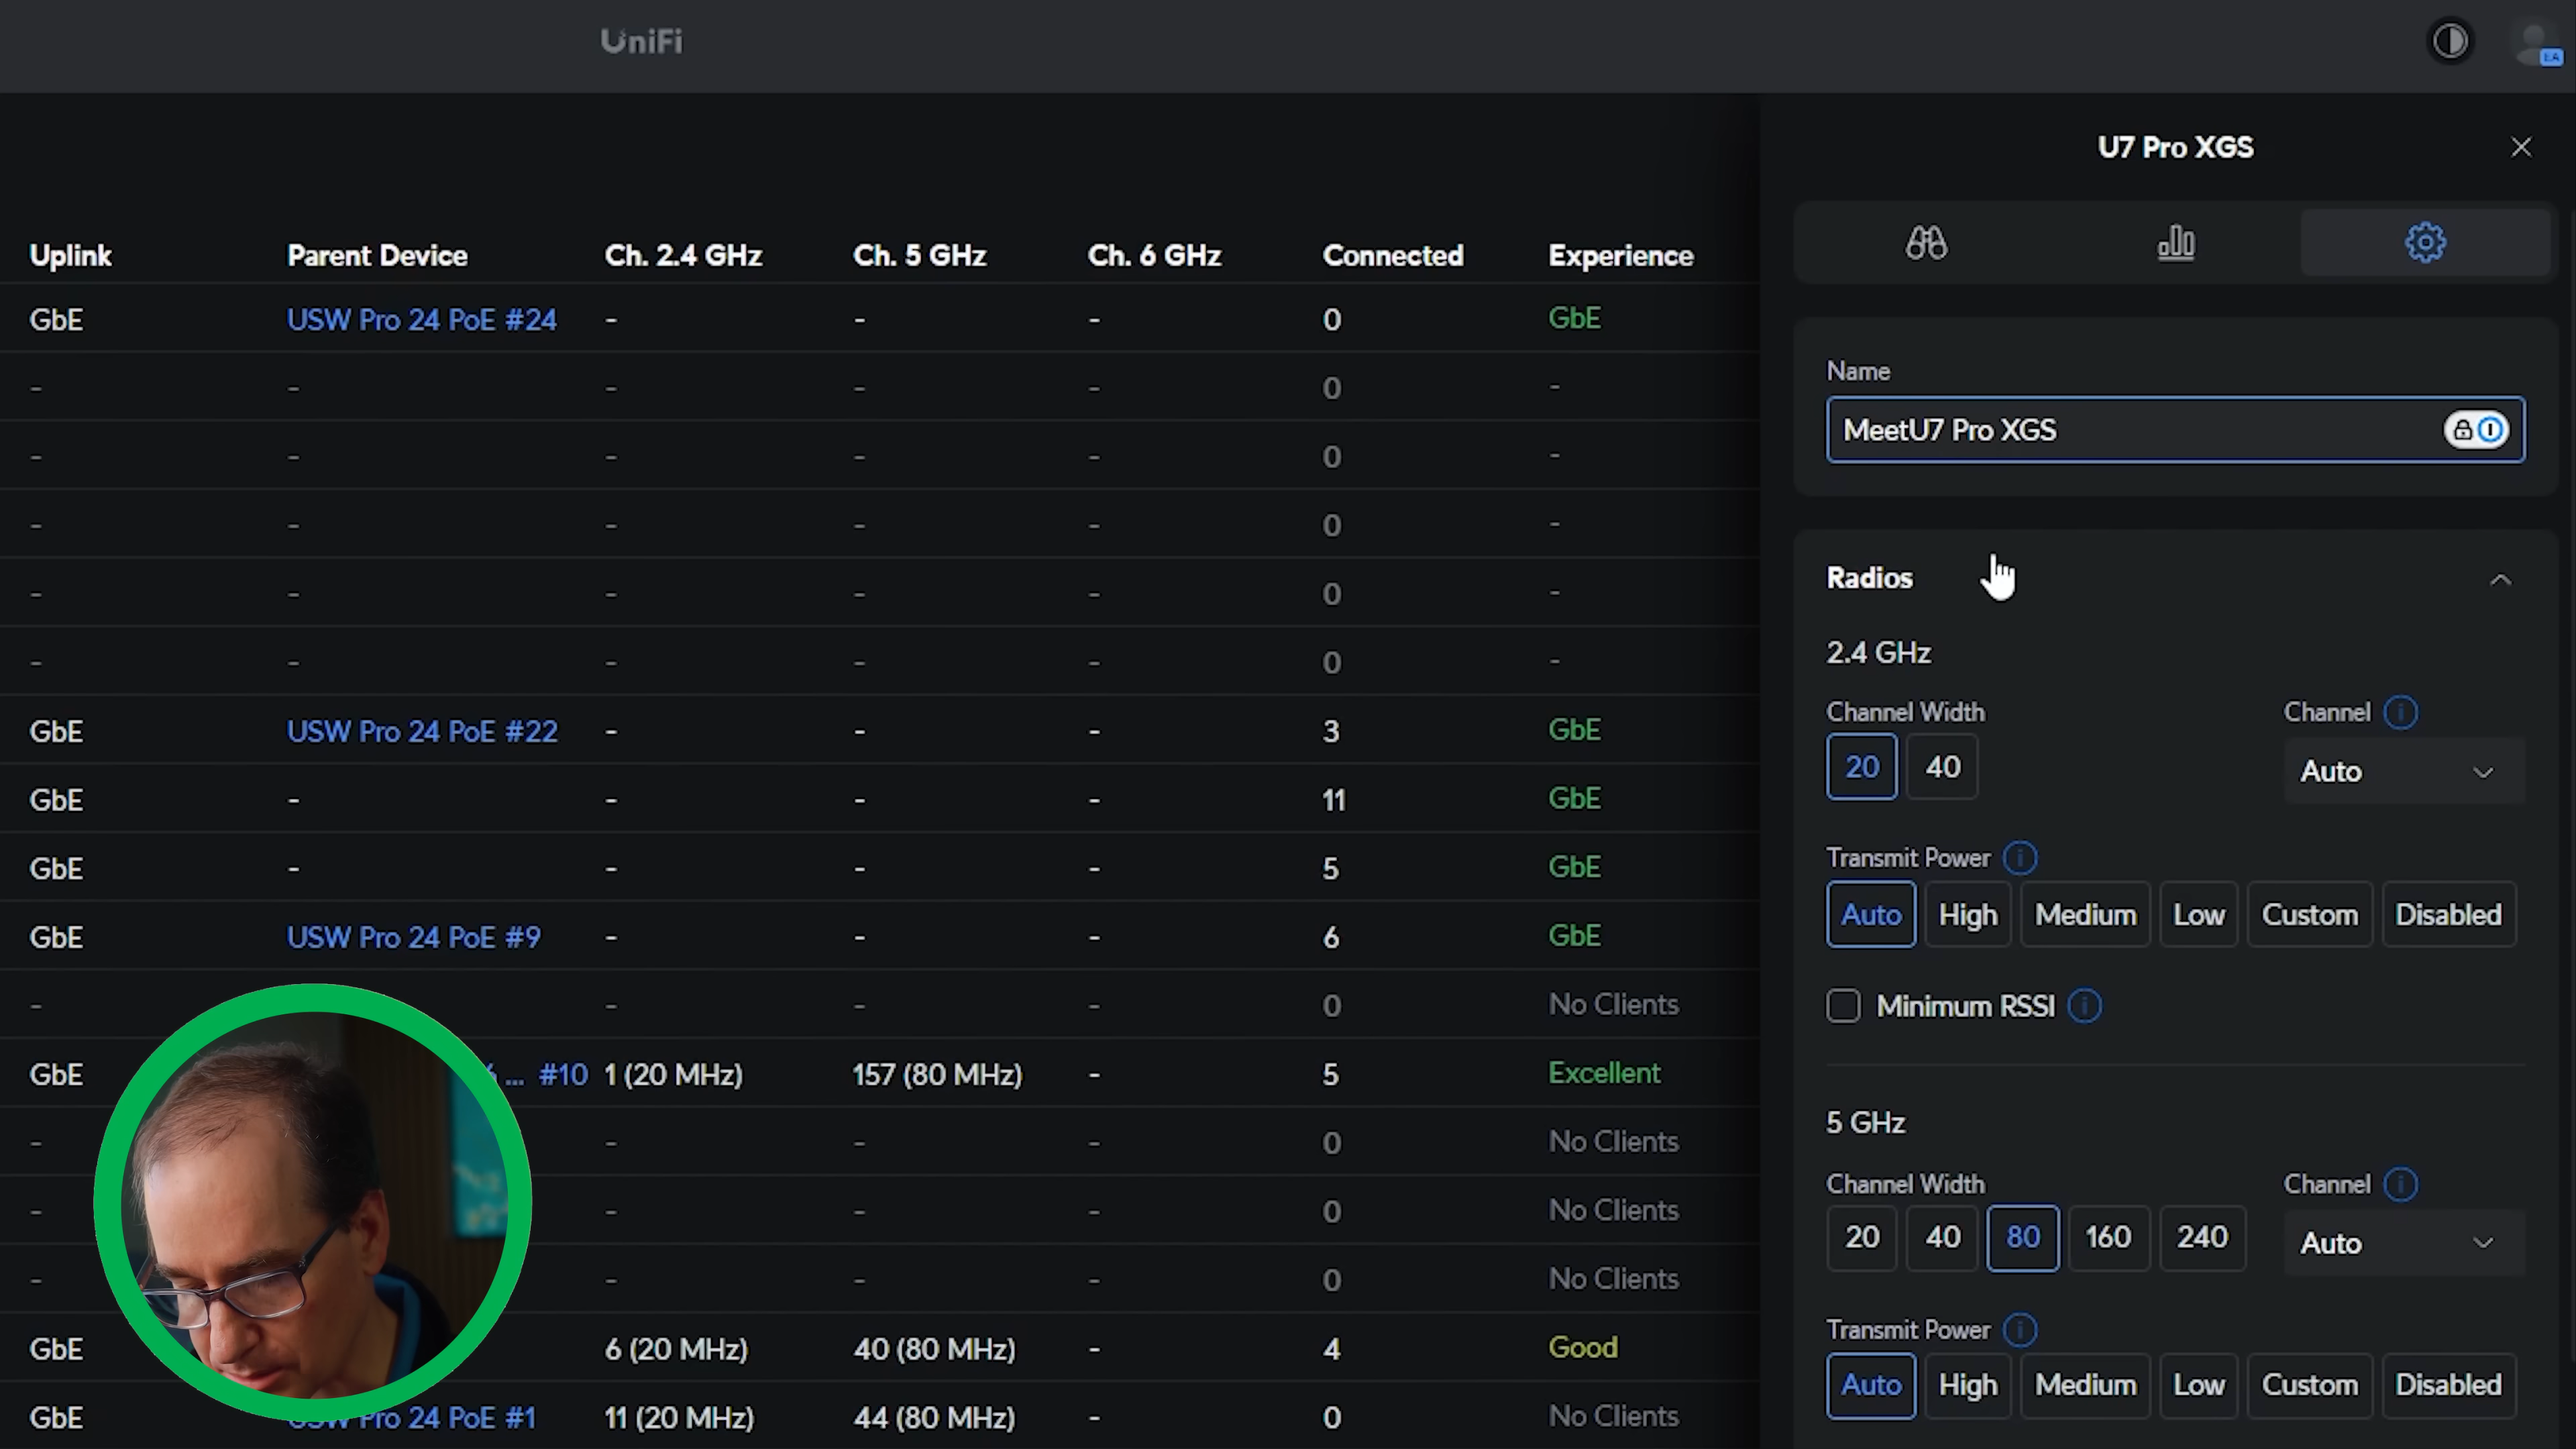 UniFi
EA
U7 Pro XGS
Uplink Parent Device Ch. 2.4 GHz Ch. 5 GHz Ch. 6 GHz Connected Experience
GbE USW Pro 24 PoE #24 - - - 0 GbE
- - - - - 0 -
- - - - - 0 -
- - - - - 0 -
- - - - - 0 -
- - - - - 0 -
GbE USW Pro 24 PoE #22 - - - 3 GbE
GbE - - - - 11 GbE
GbE - - - - 5 GbE
GbE USW Pro 24 PoE #9 - - - 6 GbE
- - - - 0 No Clients
GbE ... #10 1 (20 MHz) 157 (80 MHz) - 5 Excellent
- - - - 0 No Clients
- - - - 0 No Clients
- - - - 0 No Clients
GbE 6 (20 MHz) 40 (80 MHz) - 4 Good
GbE USW Pro 24 PoE #1 11 (20 MHz) 44 (80 MHz) - 0 No Clients
Name
MeetU7 Pro XGS
Radios
2.4 GHz
Channel Width Channel
20 40 Auto
Transmit Power
Auto High Medium Low Custom Disabled
Minimum RSSI
5 GHz
Channel Width Channel
20 40 80 160 240 Auto
Transmit Power
Auto High Medium Low Custom Disabled